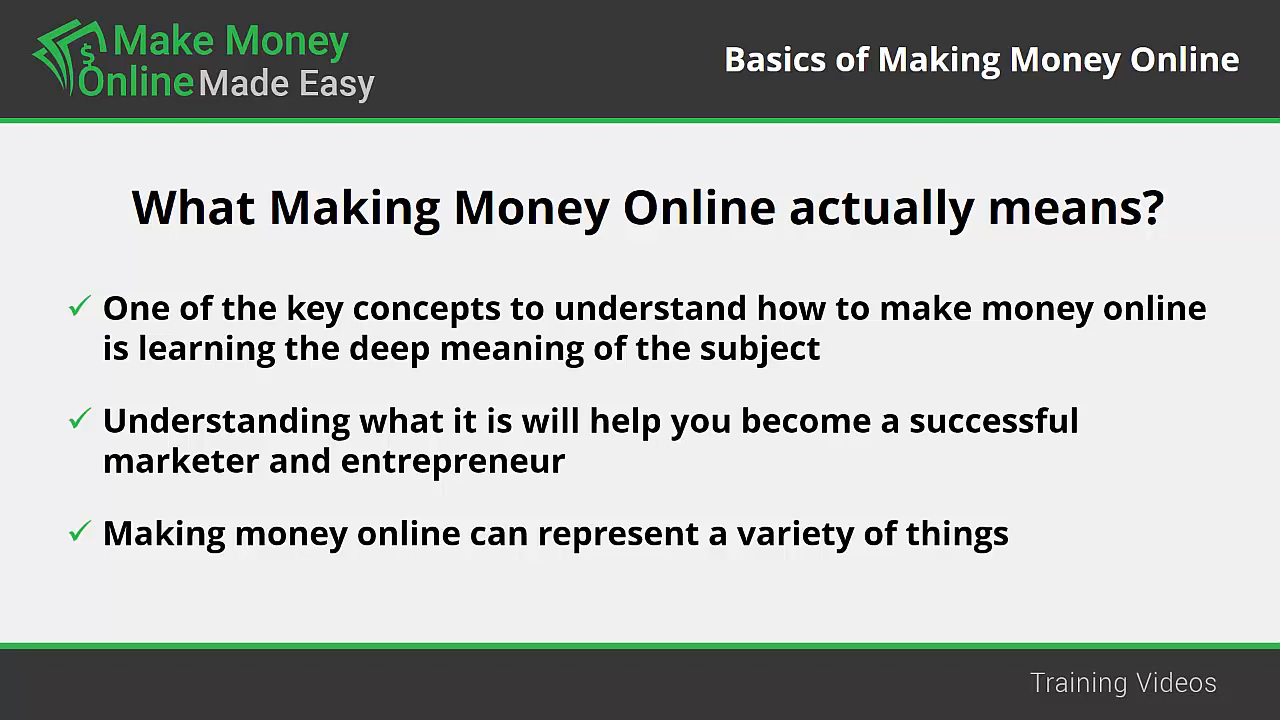 Make Money
Online Made Easy
Basics of Making Money Online
What Making Money Online actually means?
One of the key concepts to understand how to make money online
is learning the deep meaning of the subject
Understanding what it is will help you become a successful
marketer and entrepreneur
Making money online can represent a variety of things
Training Videos